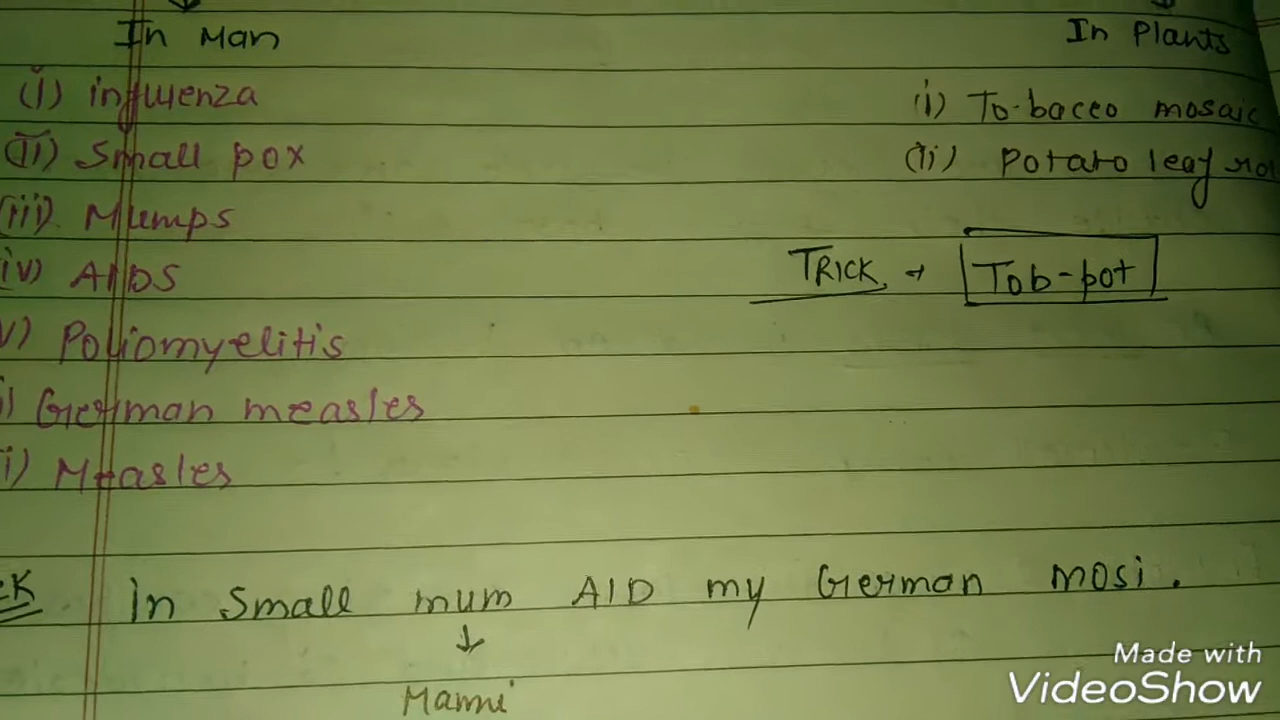 In Man
(i) influenza
(ii) Small pox
(iii) Mumps
iv) AIDS
v) Poliomyelitis
i) German measles
i) Measles
In Plants
(i) To-bacco mosaic
(ii) Potato leaf
TRICK → Tob-pot
In Small mum AID my German mosi.
↓
Mammi
Made with
VideoShow